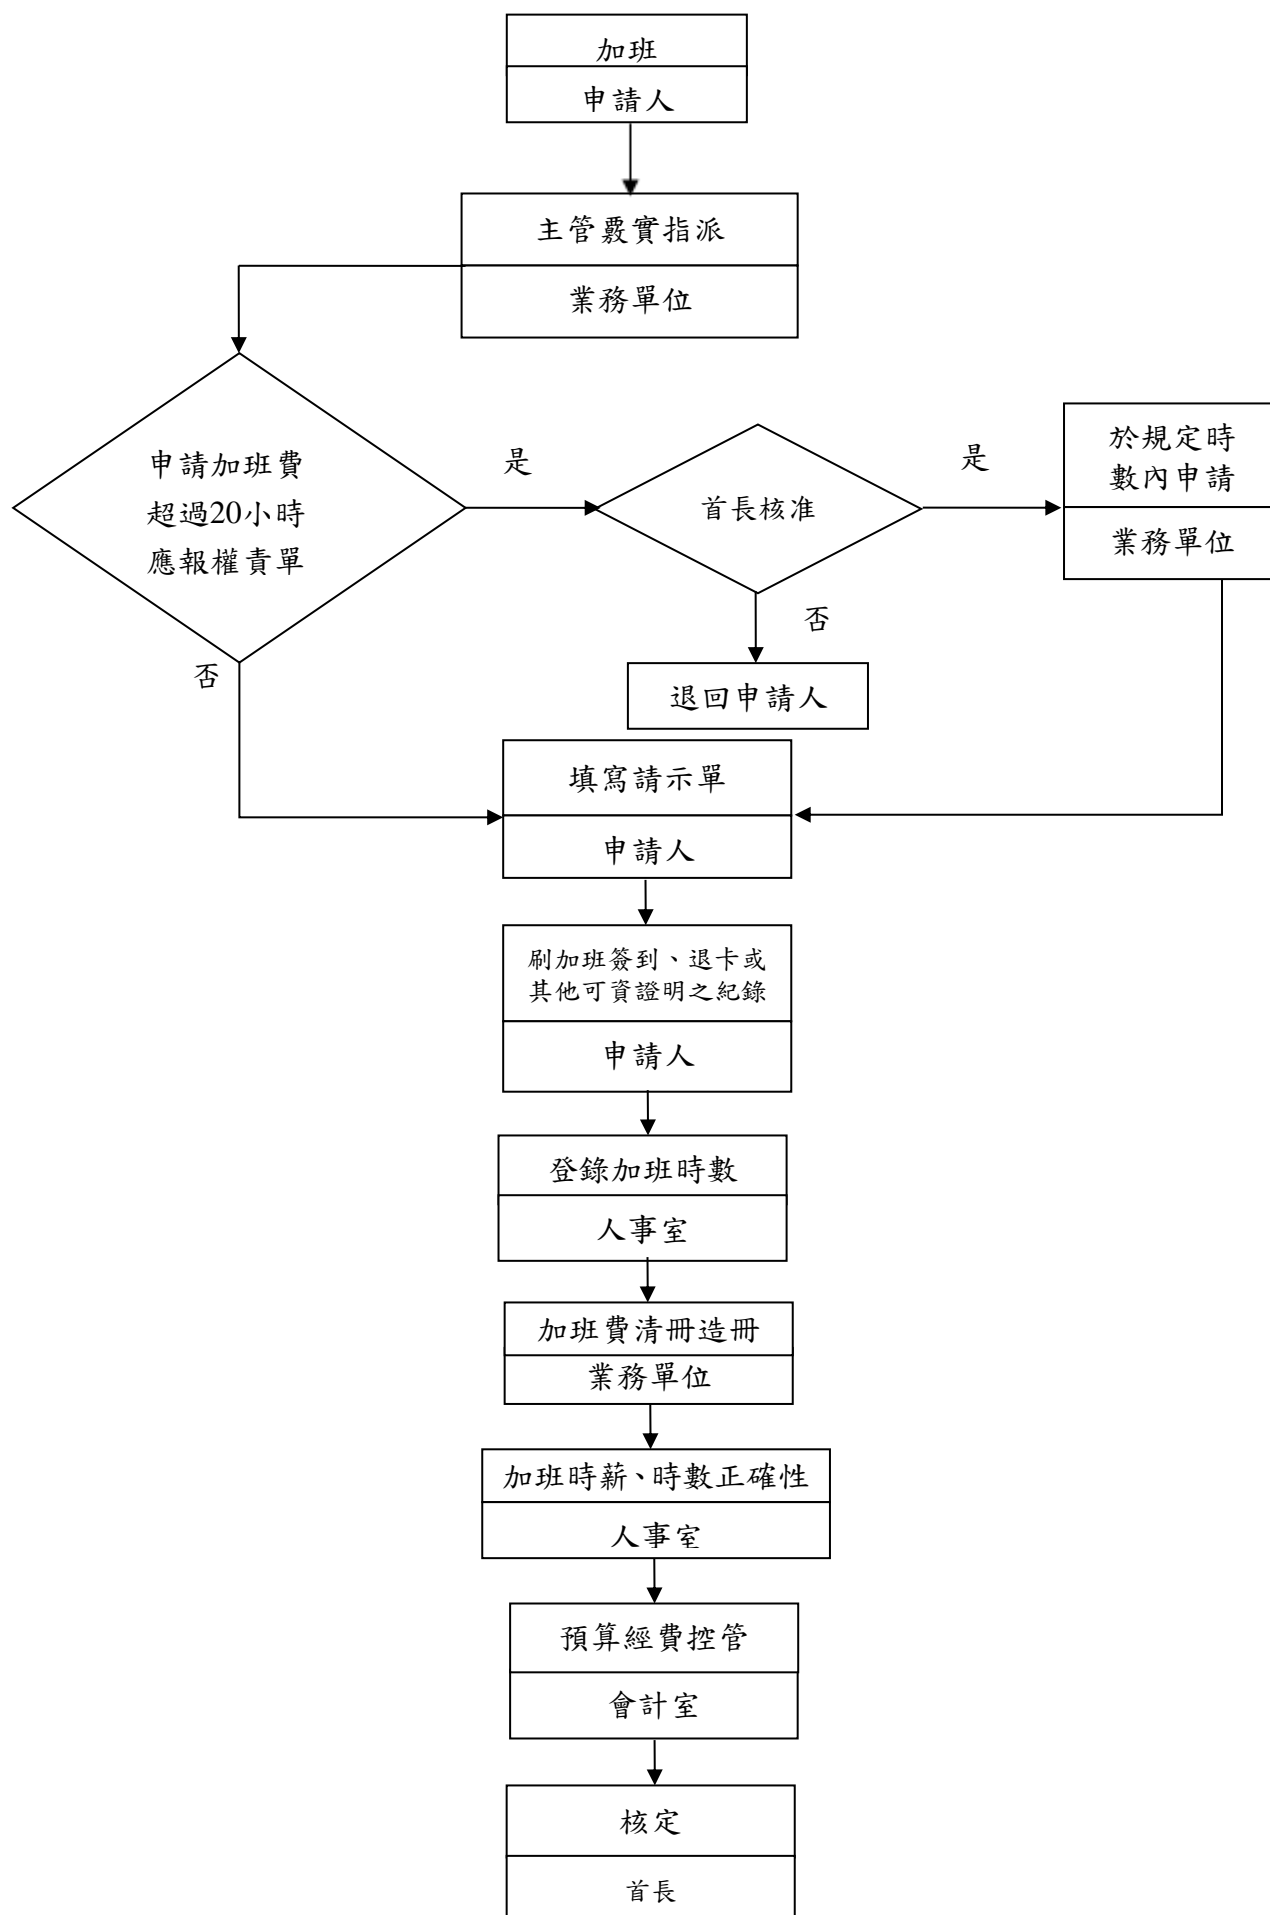 加班
申請人
主管覈實指派
業務單位
申請加班費
超過20小時
應報權責單
是
首長核准
是
於規定時
數內申請
業務單位
否
否
退回申請人
填寫請示單
申請人
刷加班簽到、退卡或
其他可資證明之紀錄
申請人
登錄加班時數
人事室
加班費清冊造冊
業務單位
加班時薪、時數正確性
人事室
預算經費控管
會計室
核定
首長